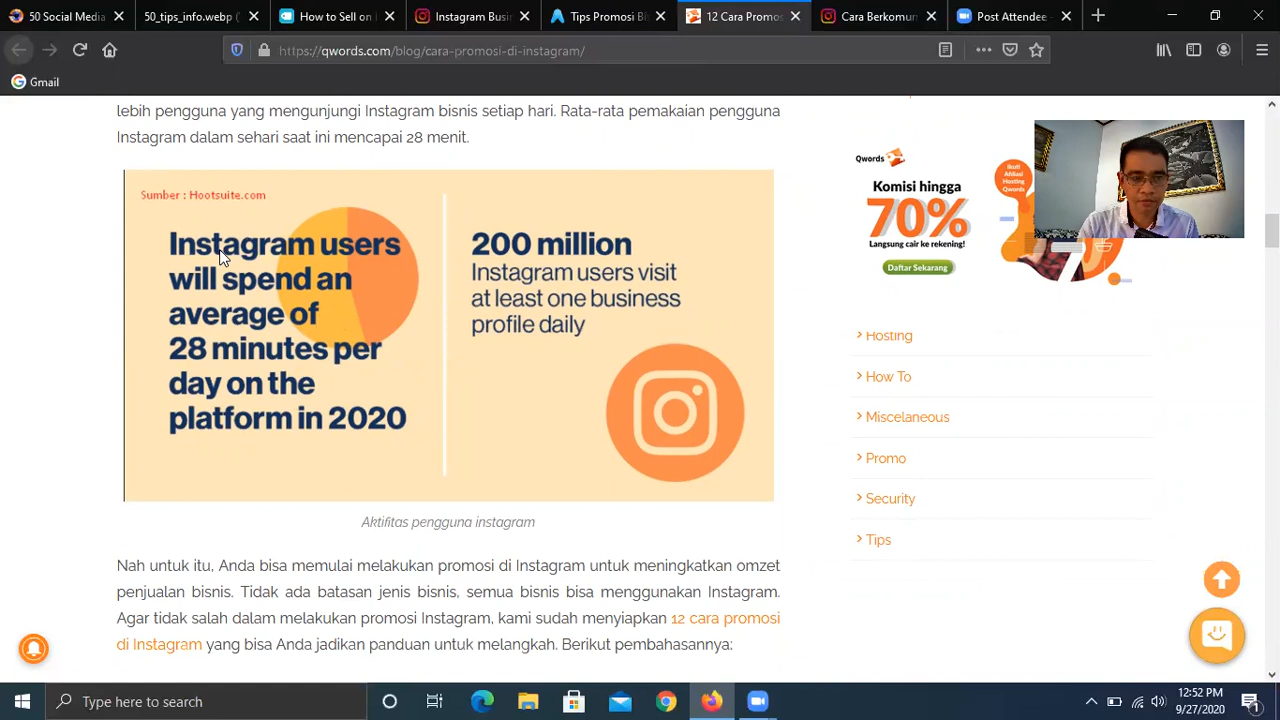 50 Social Media
50_tips_info.webp (
How to Sell on
Instagram Busin
Tips Promosi Bi
12 Cara Promos
Cara Berkomun
Post Attendee -
https://qwords.com/blog/cara-promosi-di-instagram/
Gmail
lebih pengguna yang mengunjungi Instagram bisnis setiap hari. Rata-rata pemakaian pengguna
Instagram dalam sehari saat ini mencapai 28 menit.
Sumber : Hootsuite.com
Instagram users
will spend an
average of
28 minutes per
day on the
platform in 2020
200 million
Instagram users visit
at least one business
profile daily
Aktifitas pengguna instagram
Nah untuk itu, Anda bisa memulai melakukan promosi di Instagram untuk meningkatkan omzet
penjualan bisnis. Tidak ada batasan jenis bisnis, semua bisnis bisa menggunakan Instagram.
Agar tidak salah dalam melakukan promosi Instagram, kami sudah menyiapkan 12 cara promosi
di Instagram yang bisa Anda jadikan panduan untuk melangkah. Berikut pembahasannya:
Qwords
Komisi hingga
70%
Langsung cair ke rekening!
Daftar Sekarang
Ikuti
Afiliasi
Hosting
Qwords
Hosting
How To
Miscelaneous
Promo
Security
Tips
Type here to search
12:52 PM
9/27/2020
1